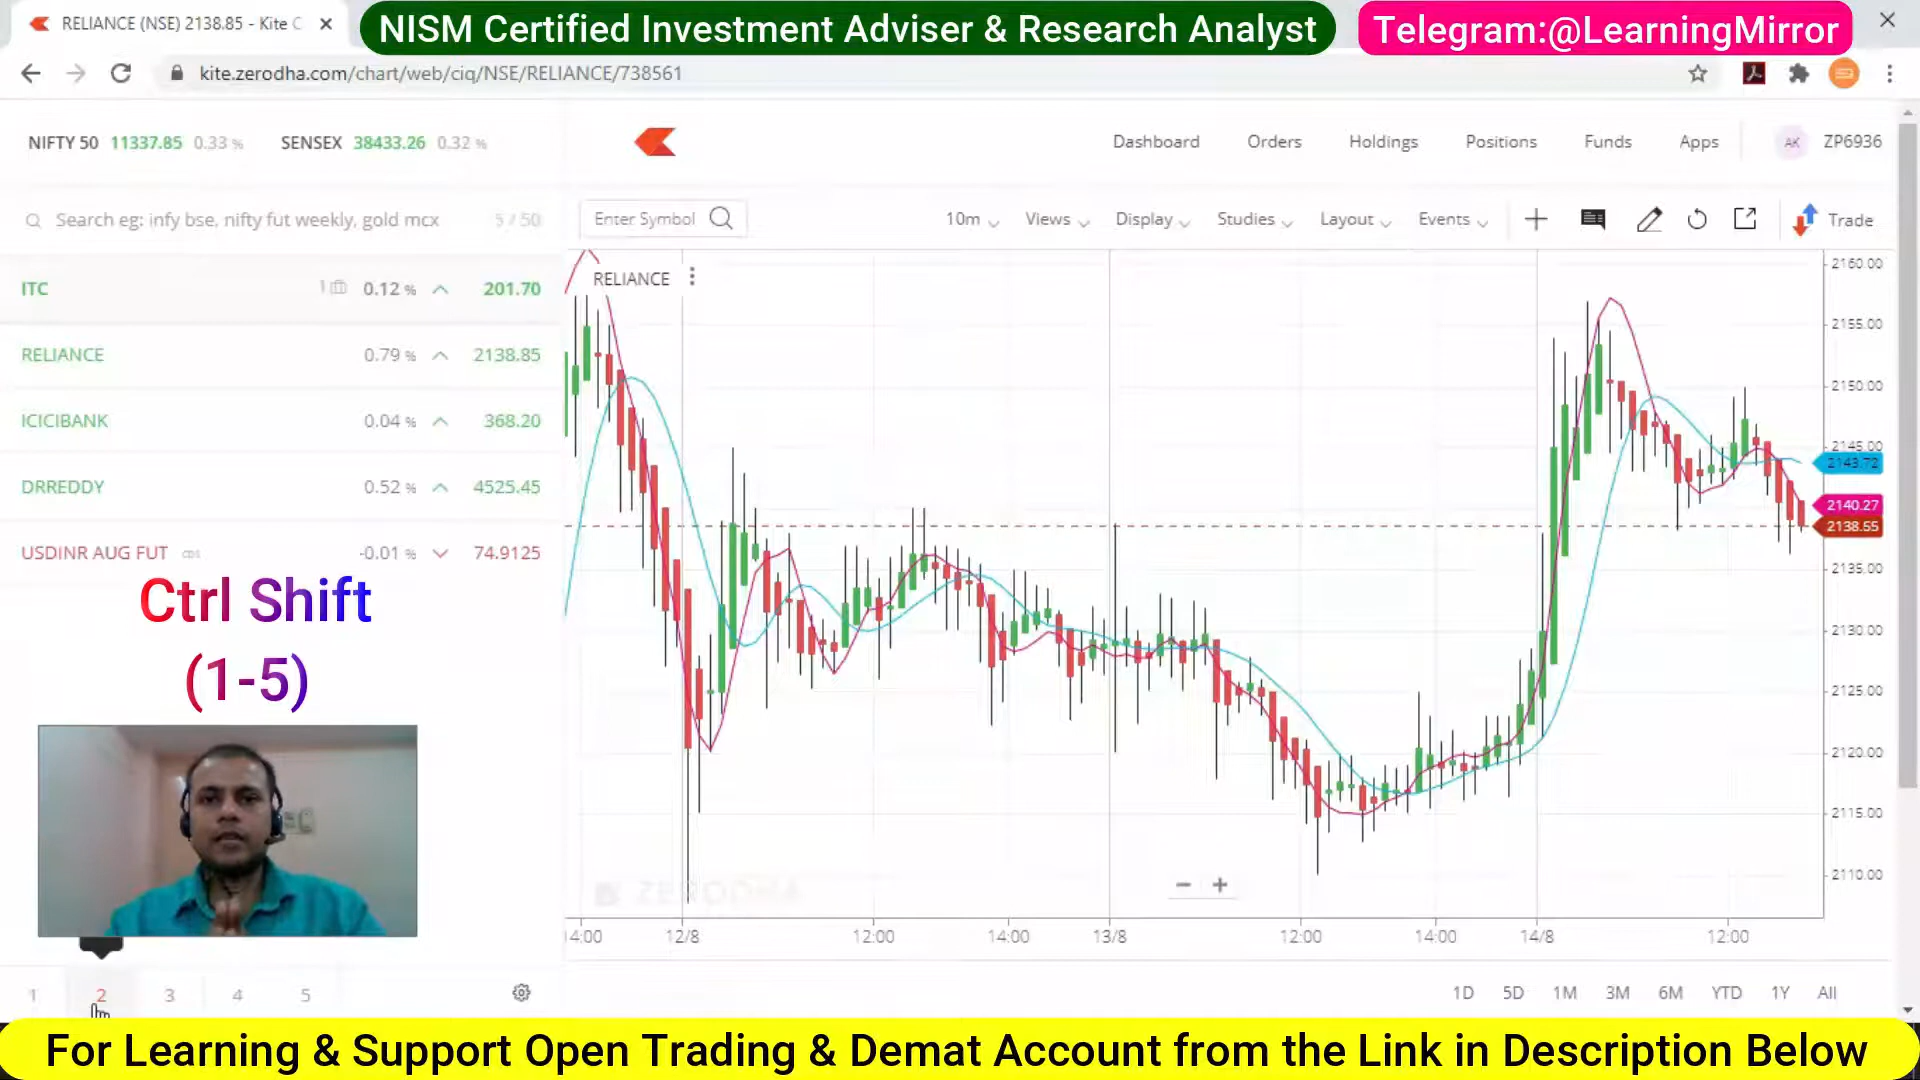 RELIANCE (NSE) 2138.85 - Kite C
NISM Certified Investment Adviser & Research Analyst
Telegram:@LearningMirror
kite.zerodha.com/chart/web/ciq/NSE/RELIANCE/738561
NIFTY 50 11337.85 0.33 %
SENSEX 38433.26 0.32 %
Dashboard
Orders
Holdings
Positions
Funds
Apps
AK
ZP6936
Search eg: infy bse, nifty fut weekly, gold mcx
5 / 50
Enter Symbol
10m
Views
Display
Studies
Layout
Events
Trade
ITC 1 0.12 % 201.70
RELIANCE 0.79 % 2138.85
ICICIBANK 0.04 % 368.20
DRREDDY 0.52 % 4525.45
USDINR AUG FUT CDS -0.01 % 74.9125
Ctrl Shift
(1-5)
RELIANCE
2160.00
2155.00
2150.00
2145.00
2143.72
2140.27
2138.55
2135.00
2130.00
2125.00
2120.00
2115.00
2110.00
ZERODHA
14:00
12/8
12:00
14:00
13/8
12:00
14:00
14/8
12:00
1
2
3
4
5
1D
5D
1M
3M
6M
YTD
1Y
All
For Learning & Support Open Trading & Demat Account from the Link in Description Below